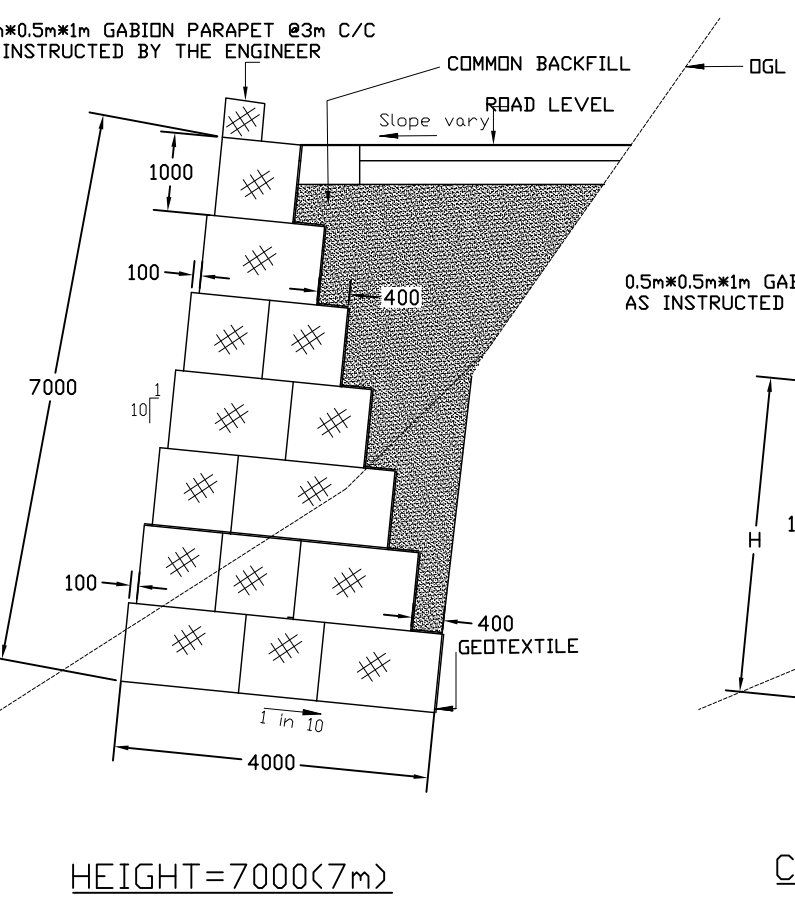 *0.5m*1m GABION PARAPET @3m C/C
INSTRUCTED BY THE ENGINEER
COMMON BACKFILL
OGL
ROAD LEVEL
Slope vary
1000
100
400
0.5m*0.5m*1m
AS INSTRUCTED
7000
1
10
H
100
400
GEOTEXTILE
1 in 10
4000
HEIGHT=7000(7m)